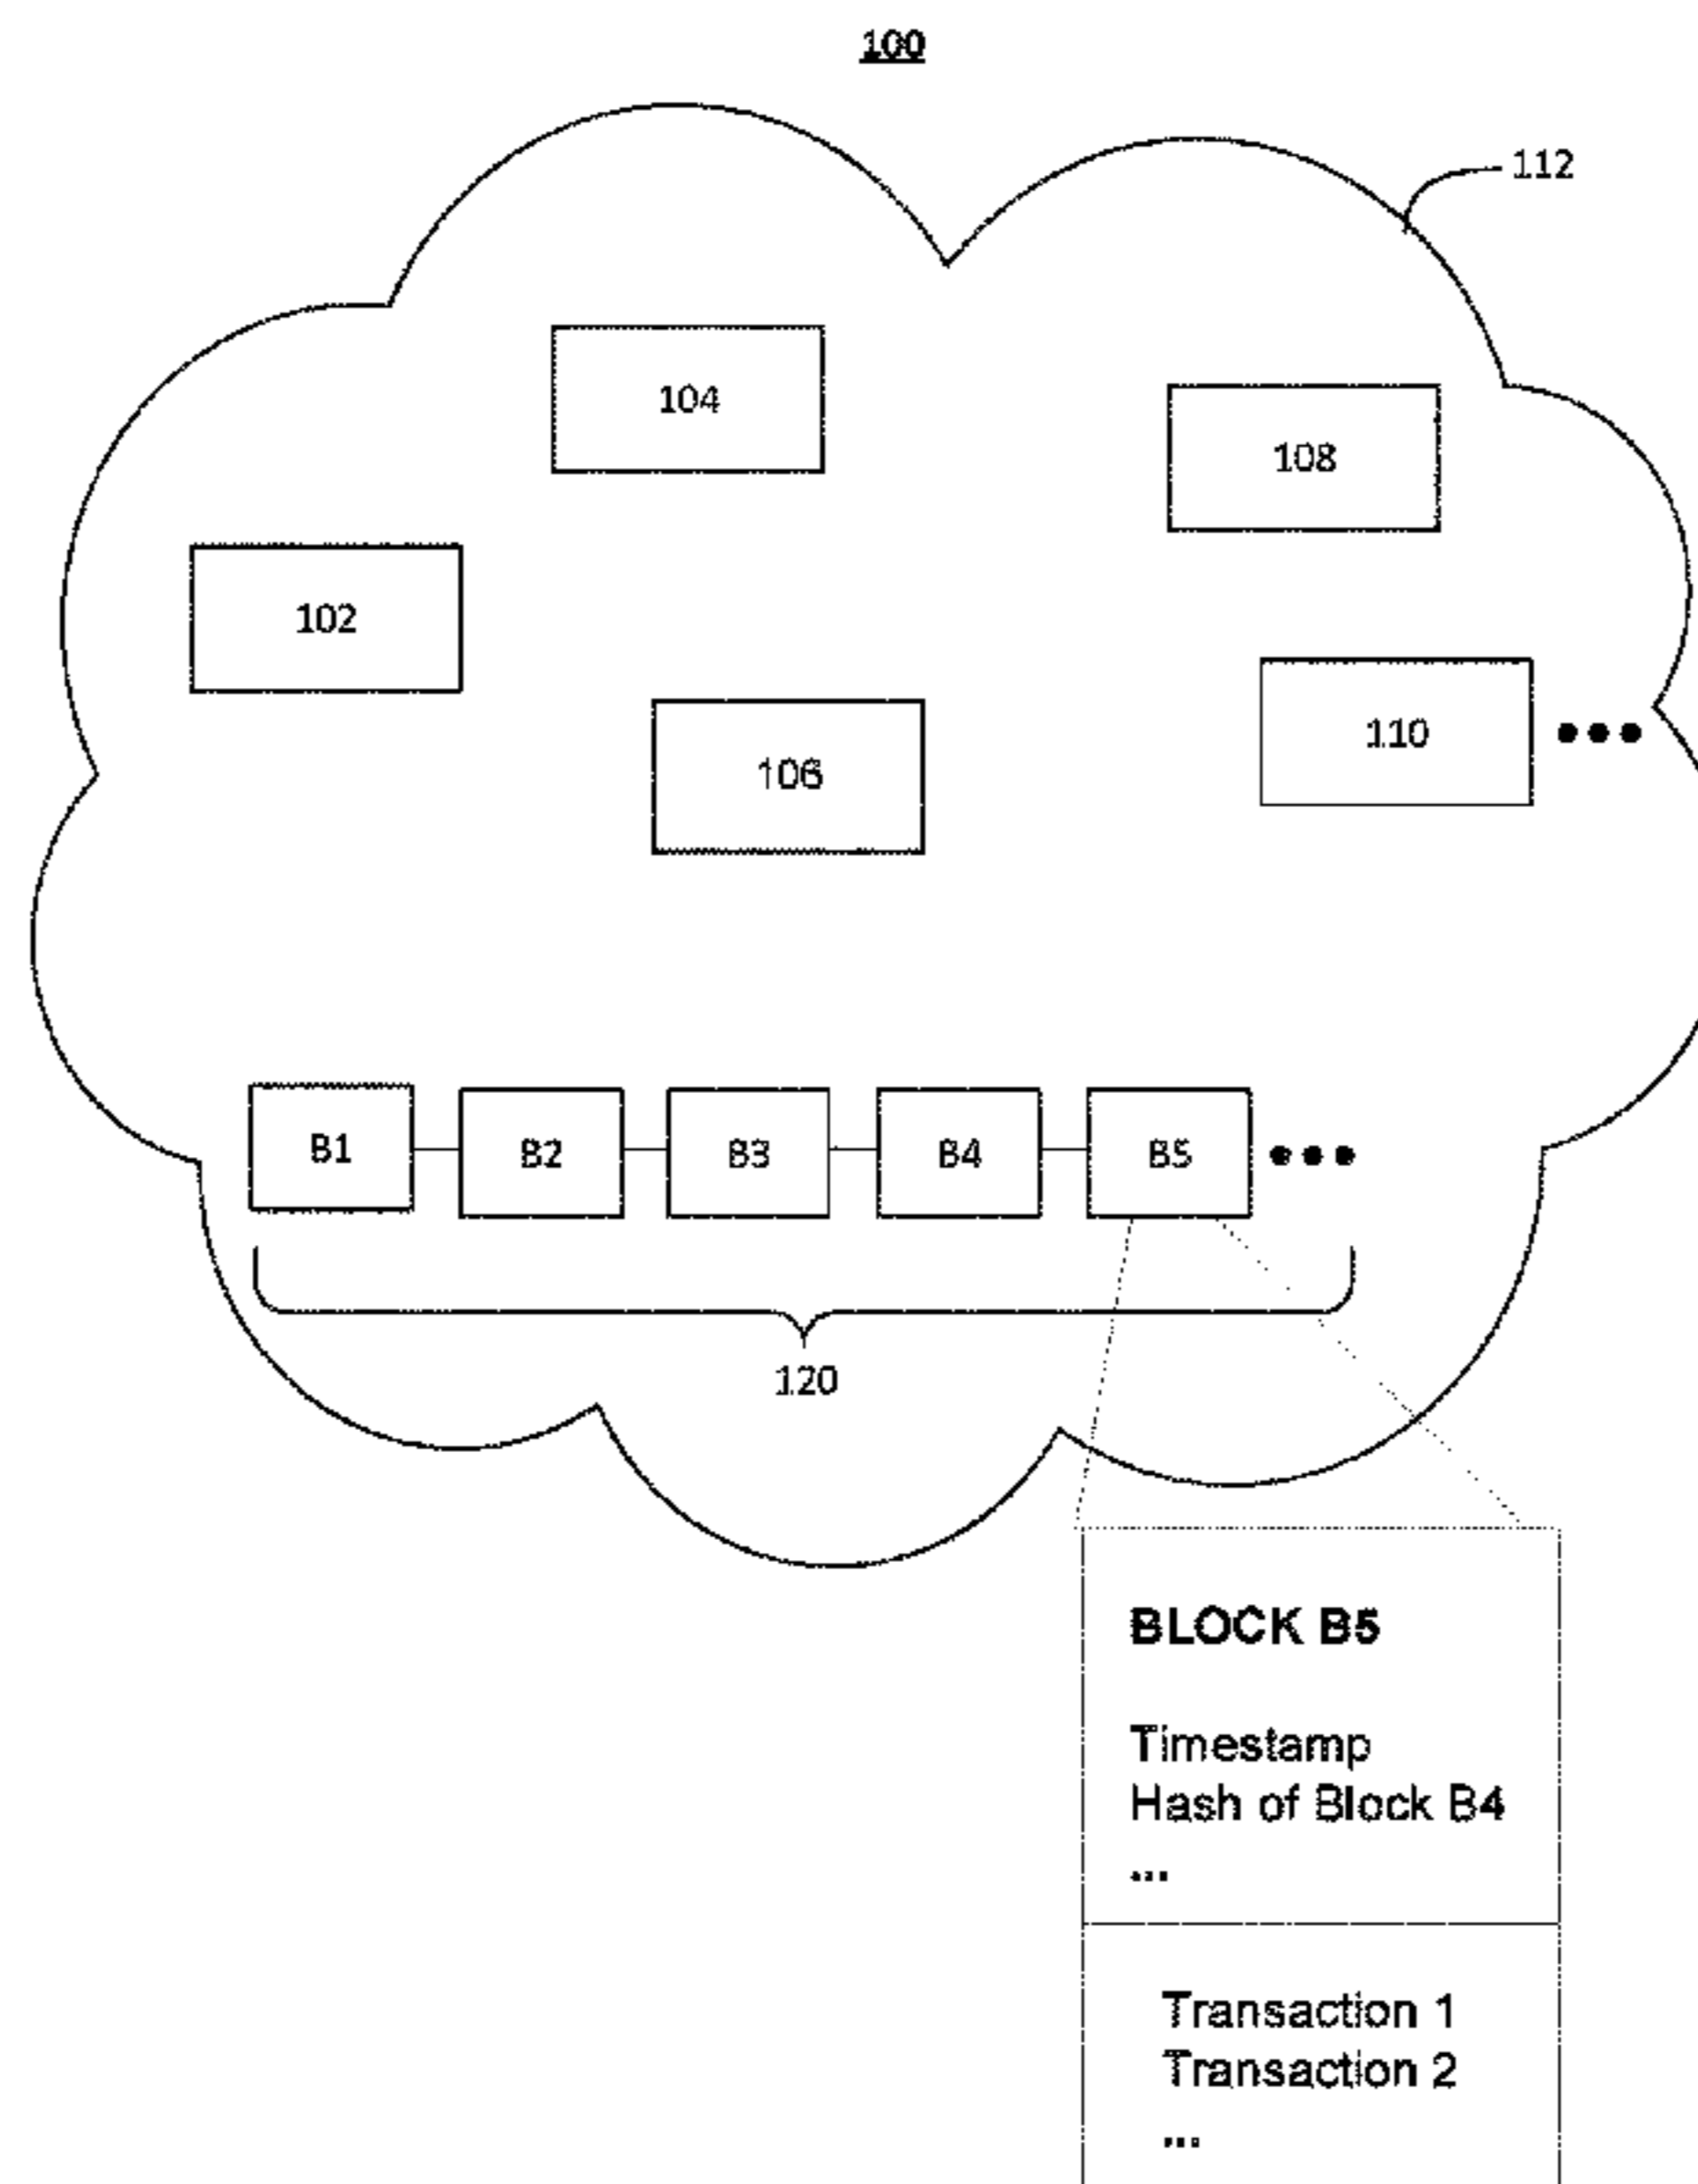 100
112
104
108
102
110 •••
106
B1 B2 B3 B4 B5 •••
120
BLOCK B5
Timestamp
Hash of Block B4
...
Transaction 1
Transaction 2
...